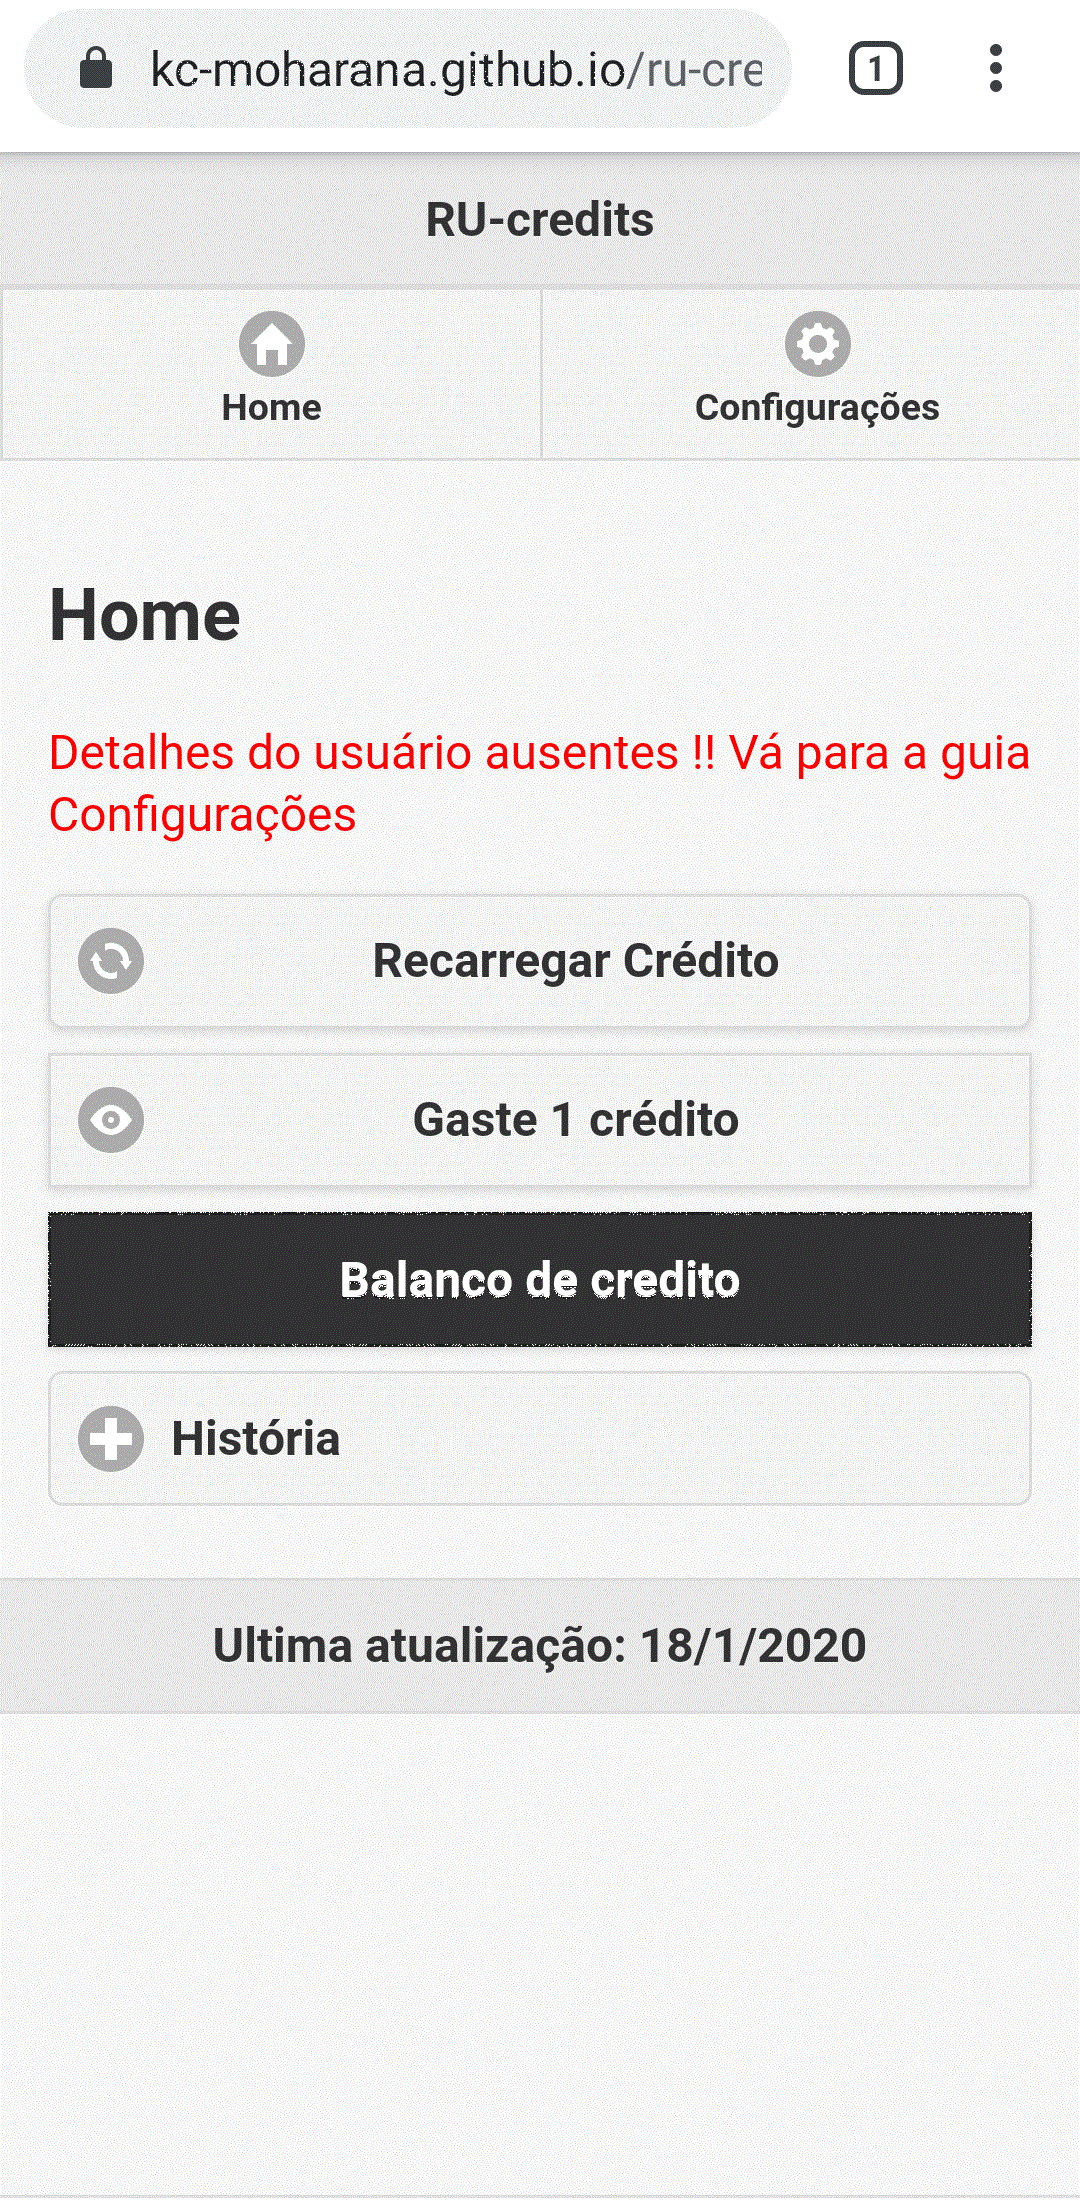 kc-moharana.github.io/ru-cre
1
RU-credits
Home
Configurações
Home
Detalhes do usuário ausentes !! Vá para a guia
Configurações
Recarregar Crédito
Gaste 1 crédito
Balanco de credito
História
Ultima atualização: 18/1/2020